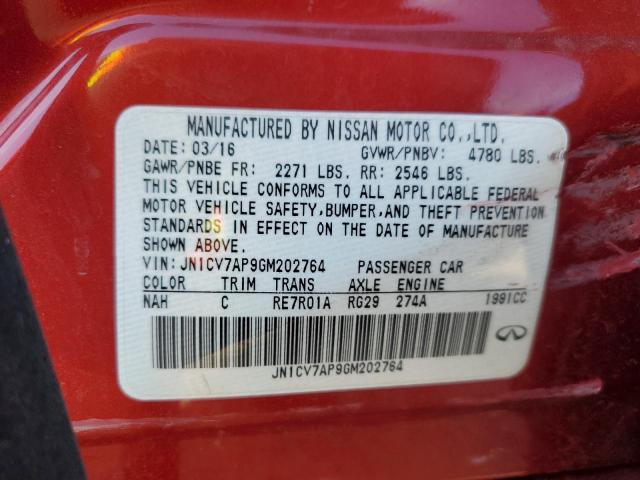 MANUFACTURED BY NISSAN MOTOR CO.,LTD.
DATE: 03/16 GVWR/PNBV: 4780 LBS.
GAWR/PNBE FR: 2271 LBS. RR: 2546 LBS.
THIS VEHICLE CONFORMS TO ALL APPLICABLE FEDERAL
MOTOR VEHICLE SAFETY,BUMPER,AND THEFT PREVENTION
STANDARDS IN EFFECT ON THE DATE OF MANUFACTURE
SHOWN ABOVE.
VIN: JN1CV7AP9GM202764 PASSENGER CAR
COLOR TRIM TRANS AXLE ENGINE
NAH C RE7R01A RG29 274A 1991CC
JN1CV7AP9GM202764